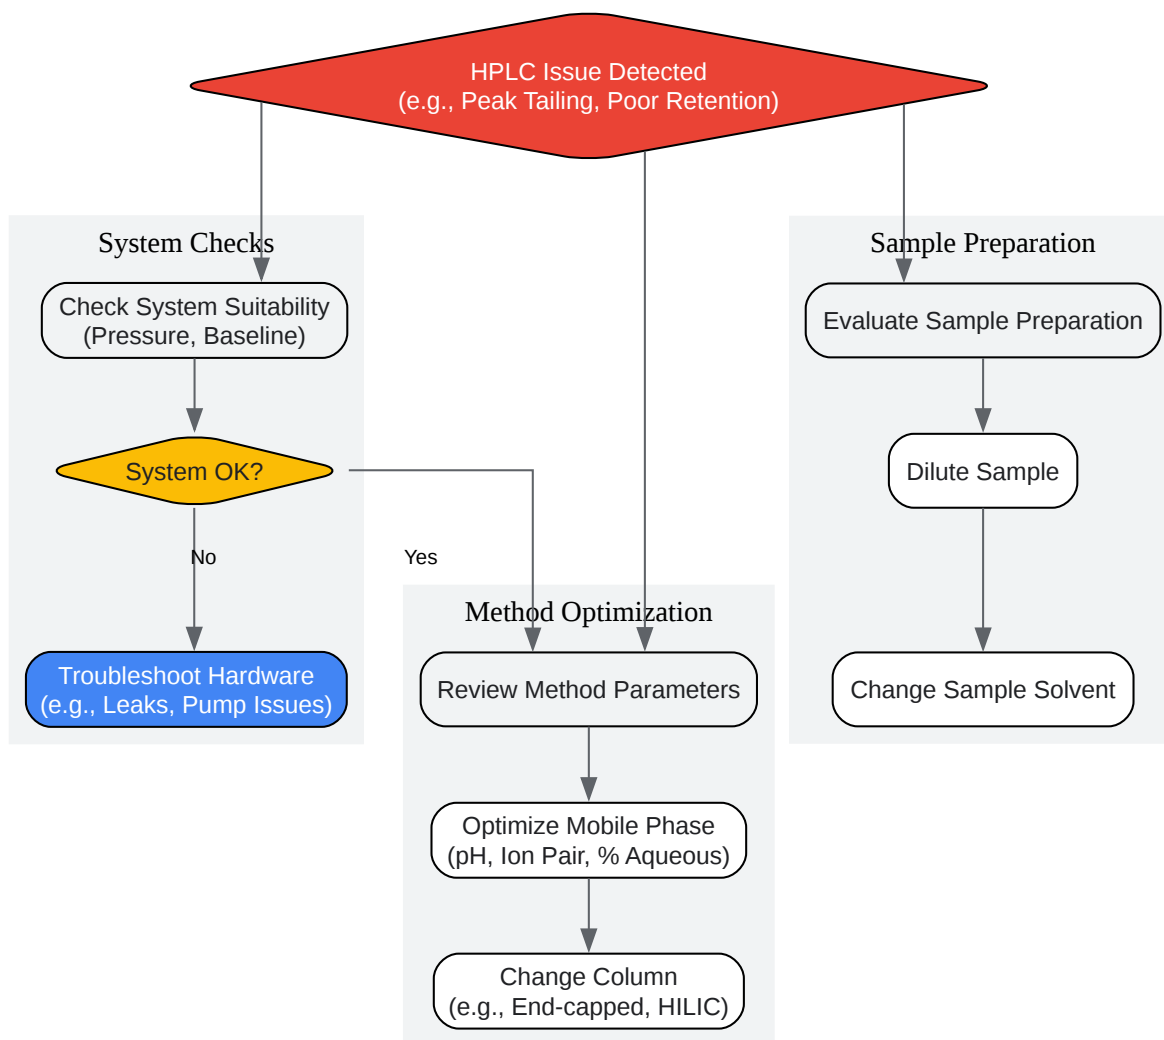 HPLC Issue Detected
(e.g., Peak Tailing, Poor Retention)
System Checks
Check System Suitability
(Pressure, Baseline)
System OK?
No
Yes
Troubleshoot Hardware
(e.g., Leaks, Pump Issues)
Method Optimization
Review Method Parameters
Optimize Mobile Phase
(pH, Ion Pair, % Aqueous)
Change Column
(e.g., End-capped, HILIC)
Sample Preparation
Evaluate Sample Preparation
Dilute Sample
Change Sample Solvent